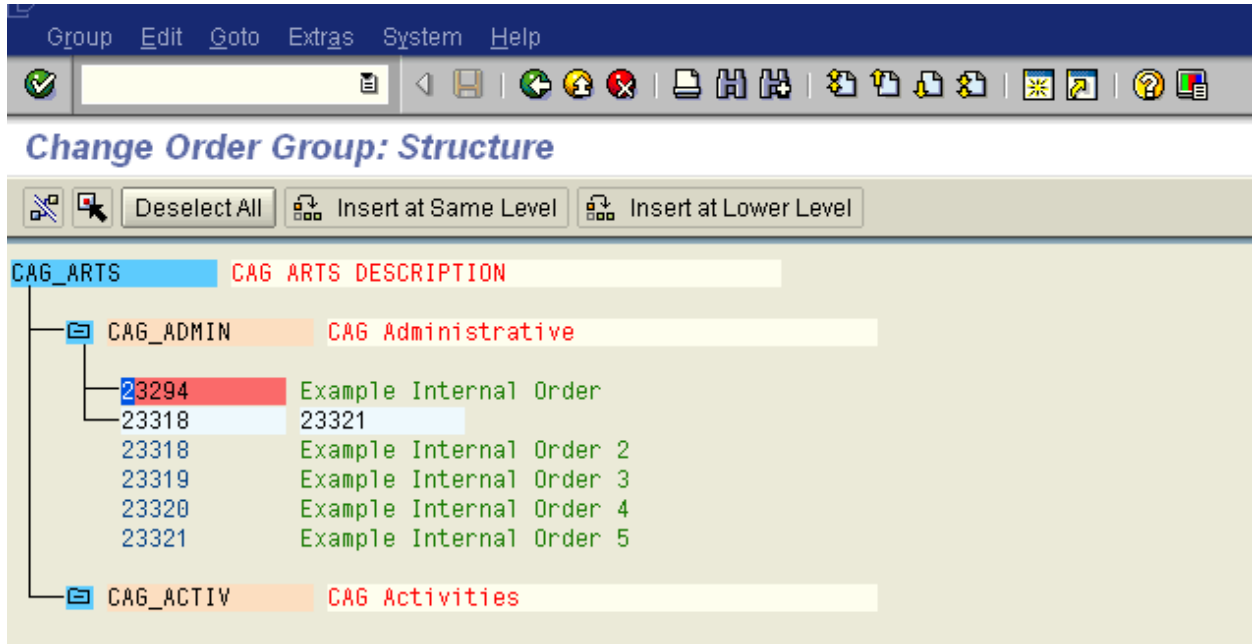 Group Edit Goto Extras System Help
Change Order Group: Structure
Deselect All Insert at Same Level Insert at Lower Level
CAG_ARTS CAG ARTS DESCRIPTION
CAG_ADMIN CAG Administrative
23294 Example Internal Order
23318 23321
23318 Example Internal Order 2
23319 Example Internal Order 3
23320 Example Internal Order 4
23321 Example Internal Order 5
CAG_ACTIV CAG Activities